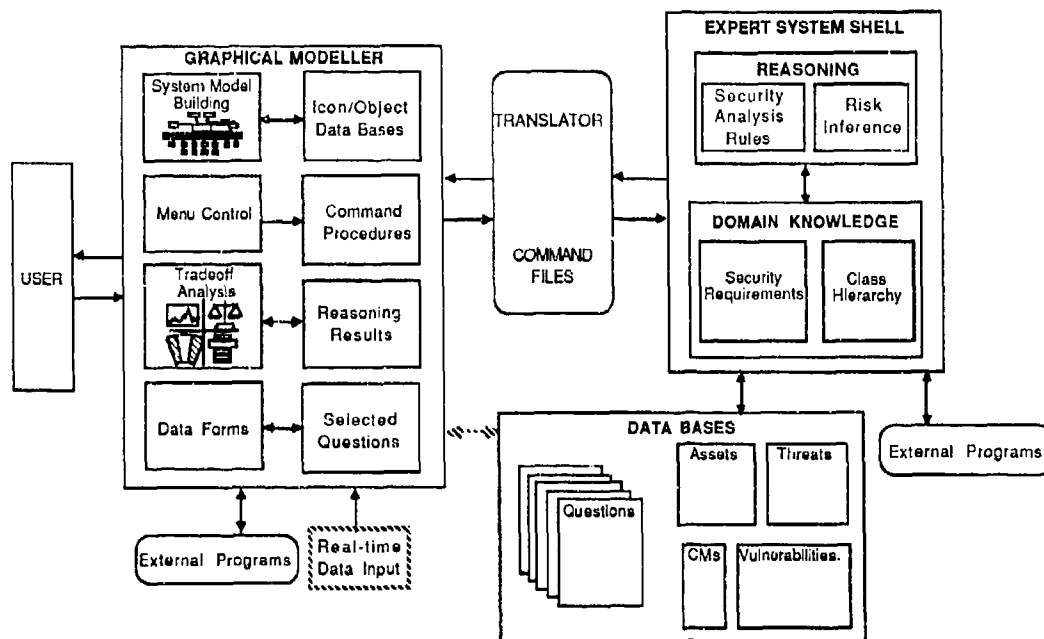 EXPERT SYSTEM SHELL
GRAPHICAL MODELLER
REASONING
System Model
Building
Icon/Object
Data Bases
TRANSLATOR
COMMAND
FILES
Security
Analysis
Rules
Risk
Inference
USER
Menu Control
Command
Procedures
DOMAIN KNOWLEDGE
Security
Requirements
Class
Hierarchy
Tradeoff
Analysis
Reasoning
Results
Data Forms
Selected
Questions
DATA BASES
Questions
Assets
Threats
CMs
Vulnurabilities.
External Programs
External Programs
Real-time
Data Input